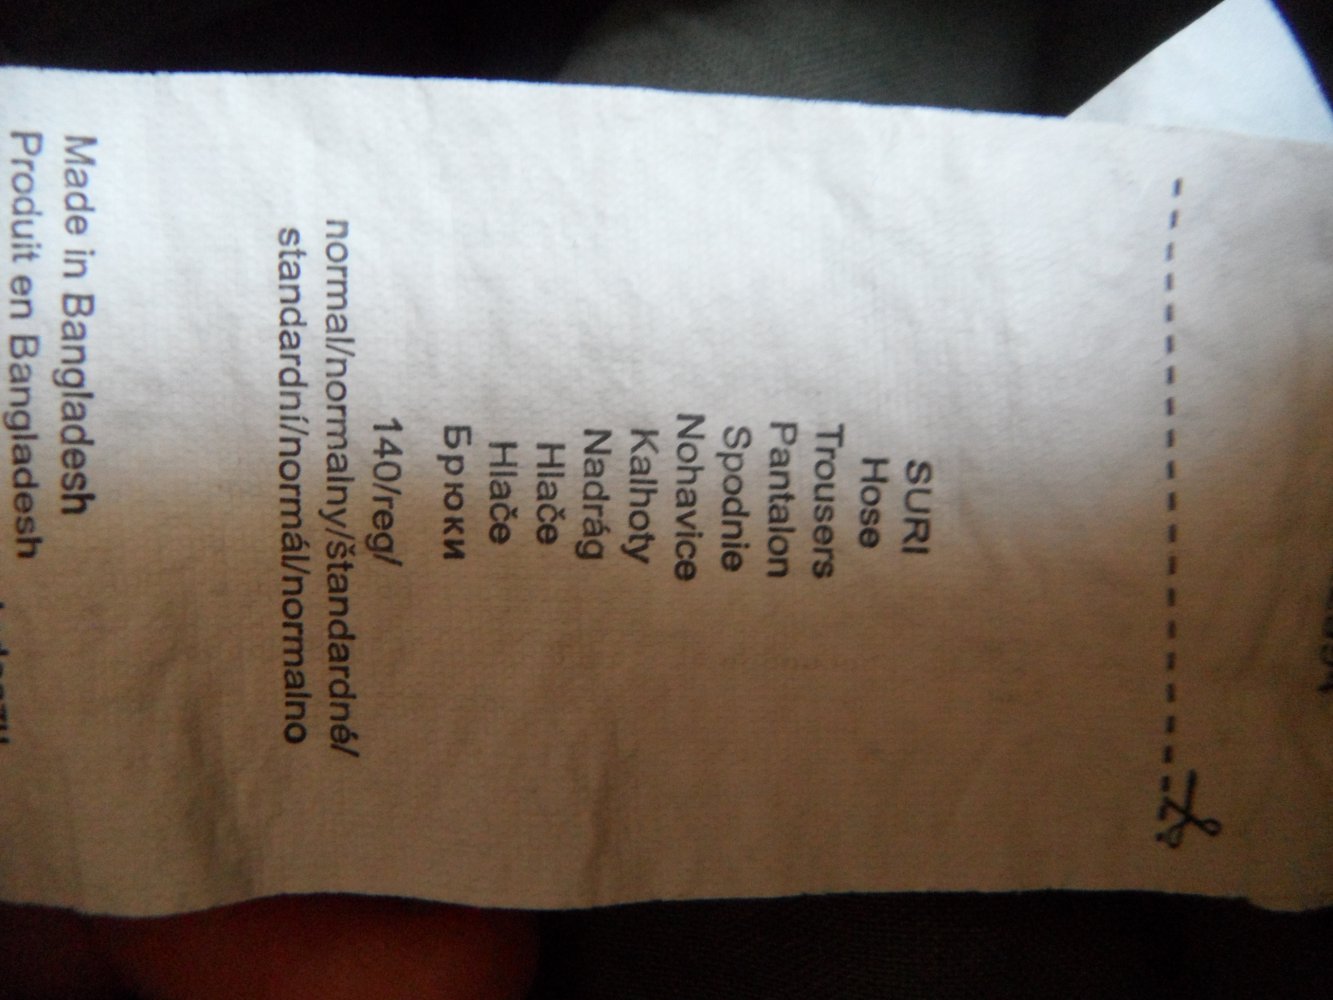 SURI
Hose
Trousers
Pantalon
Spodnie
Nohavice
Kalhoty
Nadrág
Hlače
Hlače
Брюки
140/reg/
normal/normalny/štandardné/
standardní/normál/normalno
Made in Bangladesh
Produit en Bangladesh